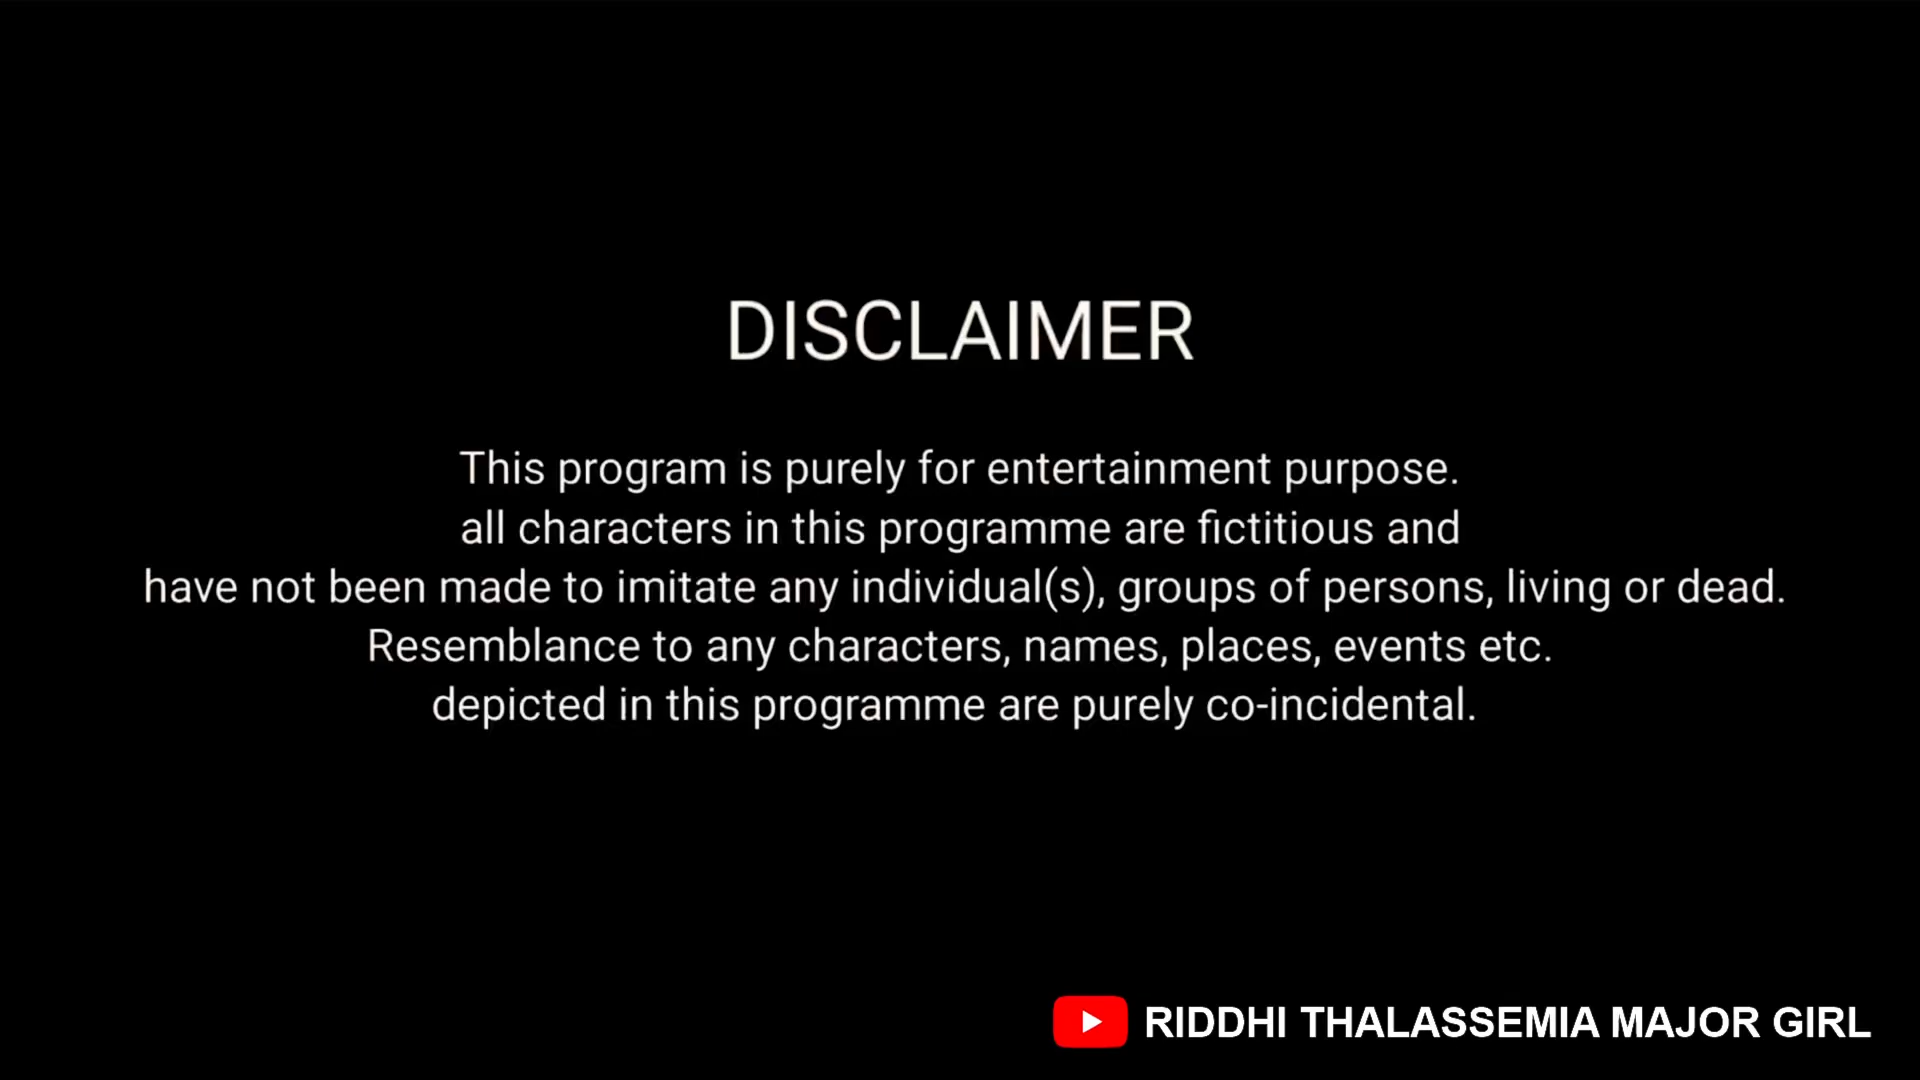 DISCLAIMER
This program is purely for entertainment purpose.
all characters in this programme are fictitious and
have not been made to imitate any individual(s), groups of persons, living or dead.
Resemblance to any characters, names, places, events etc.
depicted in this programme are purely co-incidental.
RIDDHI THALASSEMIA MAJOR GIRL